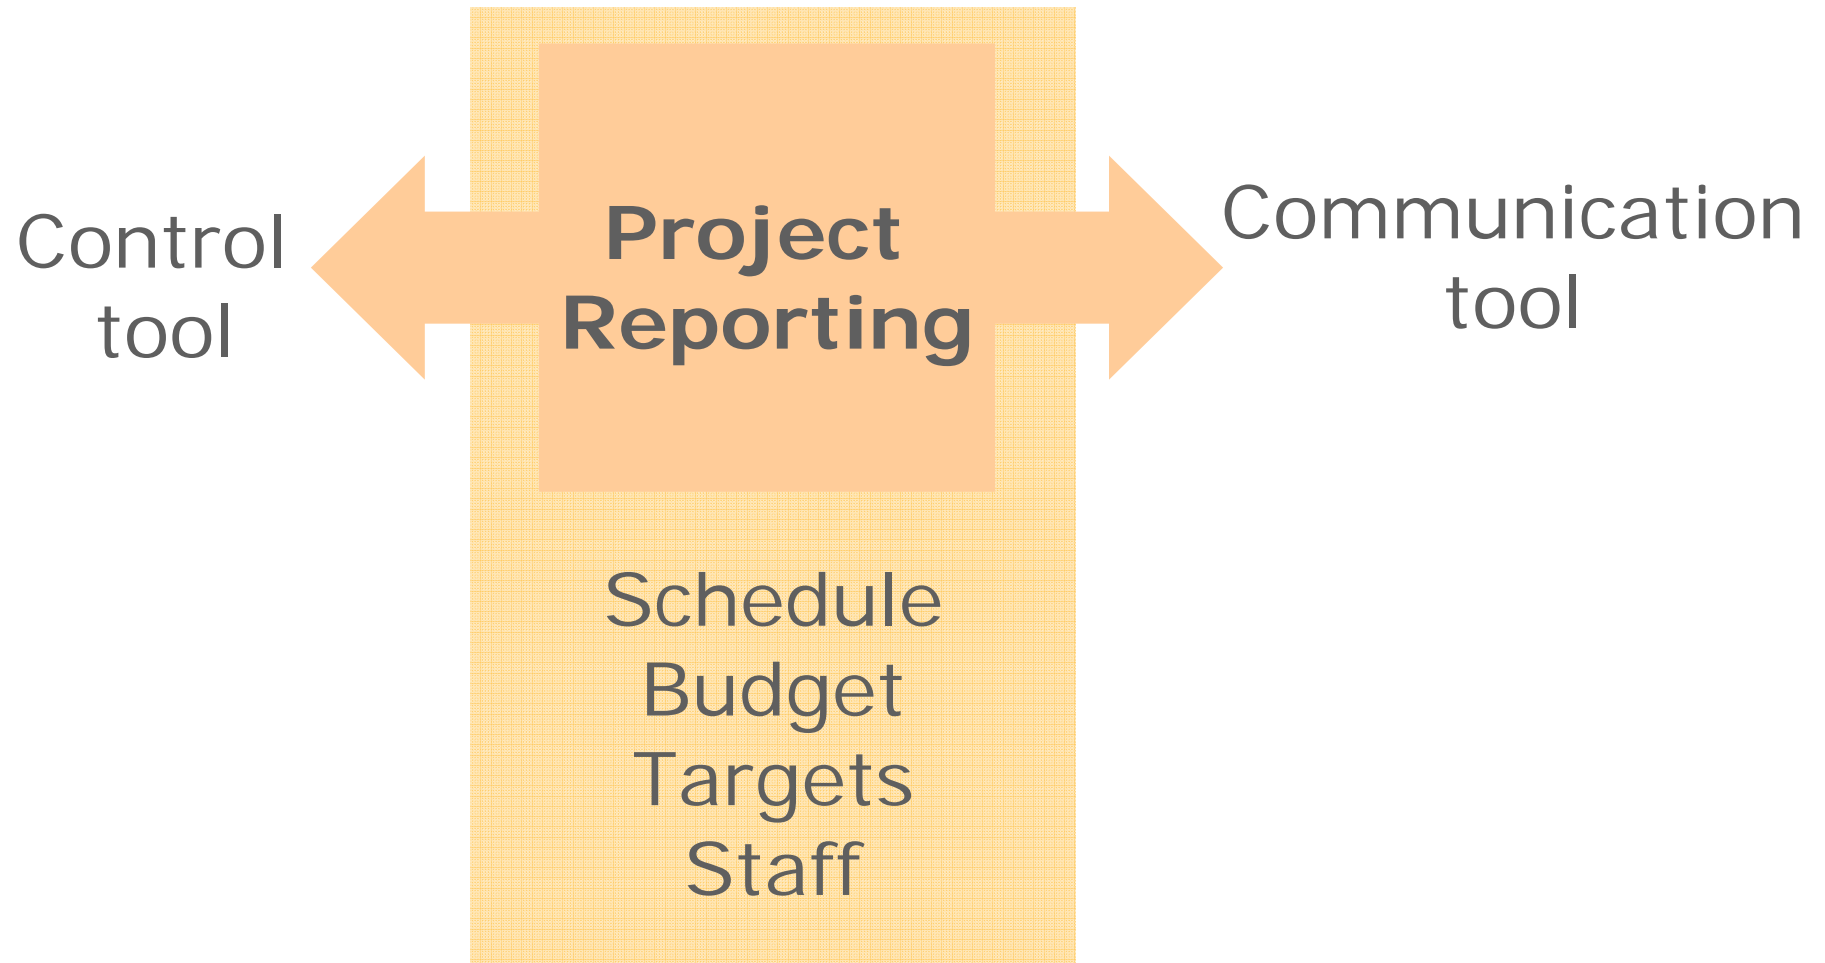 Control
tool
Project
Reporting
Communication
tool
Schedule
Budget
Targets
Staff